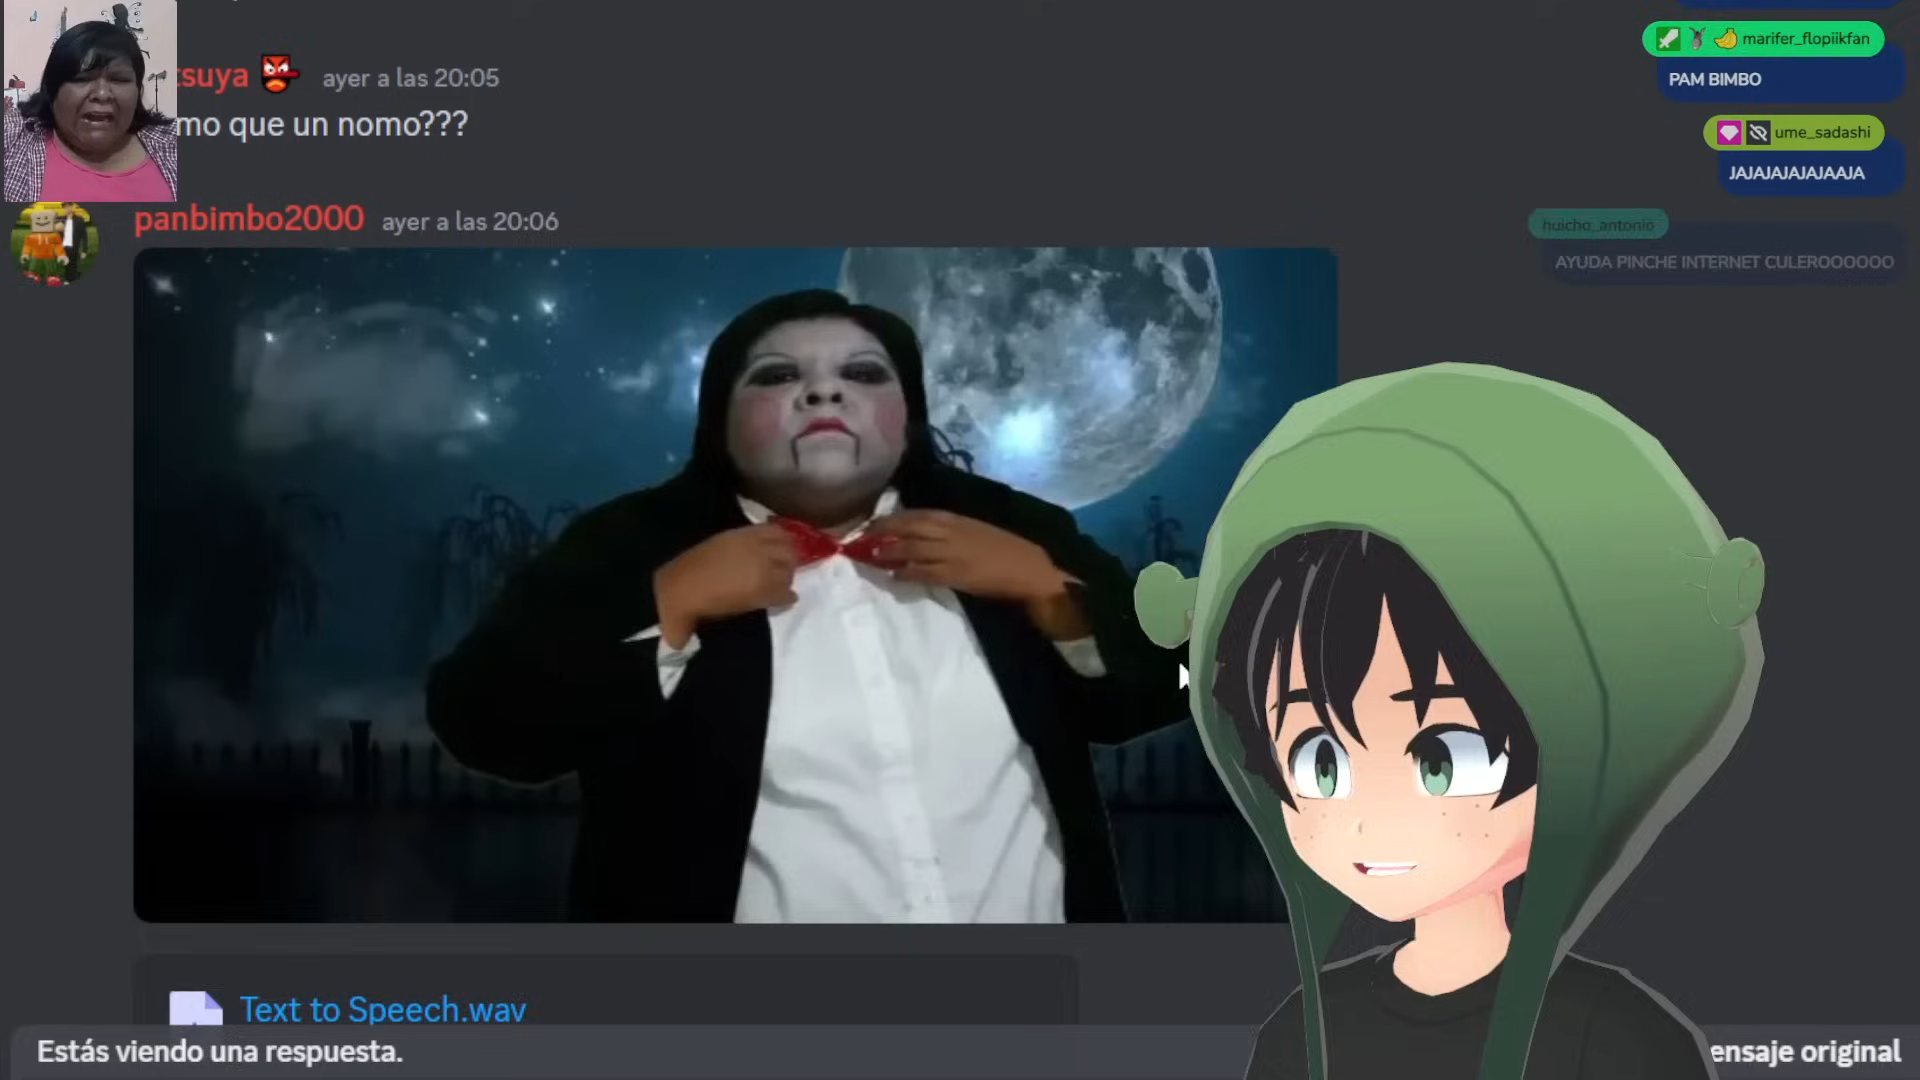 tsuya ayer a las 20:05
mo que un nomo???
panbimbo2000 ayer a las 20:06
Text to Speech.wav
Estás viendo una respuesta.
ensaje original
marifer_flopiikfan
PAM BIMBO
ume_sadashi
JAJAJAJAJAJAAJA
huicho_antonio
AYUDA PINCHE INTERNET CULEROOOOOO